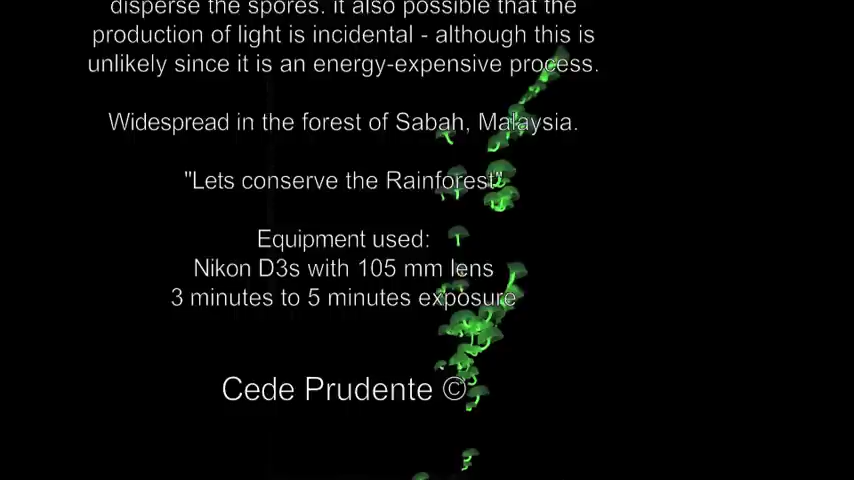 disperse the spores. it also possible that the
production of light is incidental - although this is
unlikely since it is an energy-expensive process.
Widespread in the forest of Sabah, Malaysia.
"Lets conserve the Rainforest"
Equipment used:
Nikon D3s with 105 mm lens
3 minutes to 5 minutes exposure
Cede Prudente ©